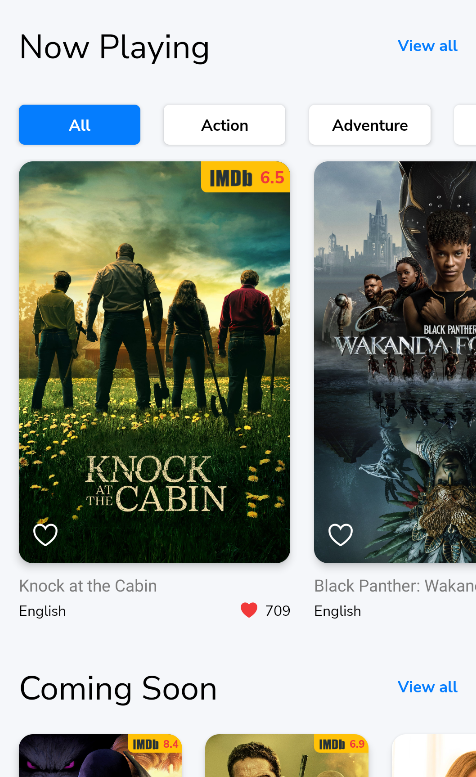 Now Playing
View all
All
Action
Adventure
IMDb 6.5
KNOCK
AT
THE CABIN
BLACK PANTHER
WAKANDA FO
Knock at the Cabin
English
709
Black Panther: Wakan
English
Coming Soon
View all
IMDb 8.4
IMDb 6.9